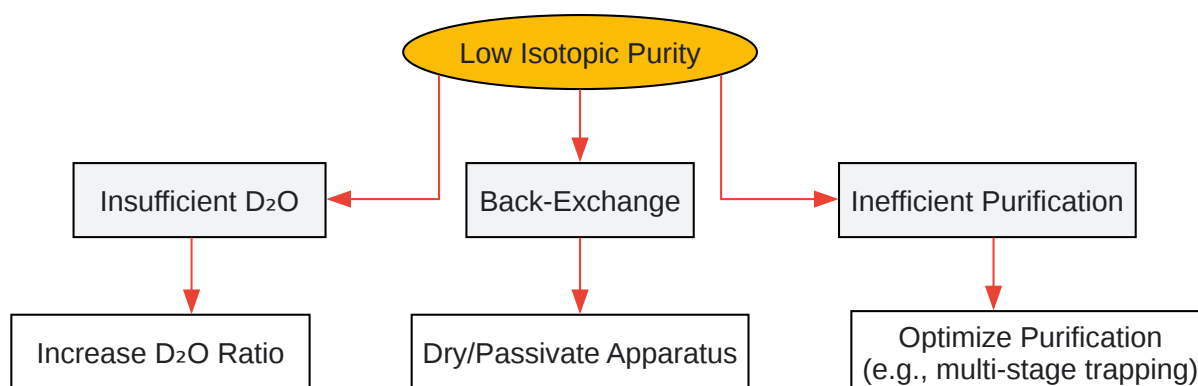 Low Isotopic Purity
Insufficient D₂O
Back-Exchange
Inefficient Purification
Increase D₂O Ratio
Dry/Passivate Apparatus
Optimize Purification
(e.g., multi-stage trapping)